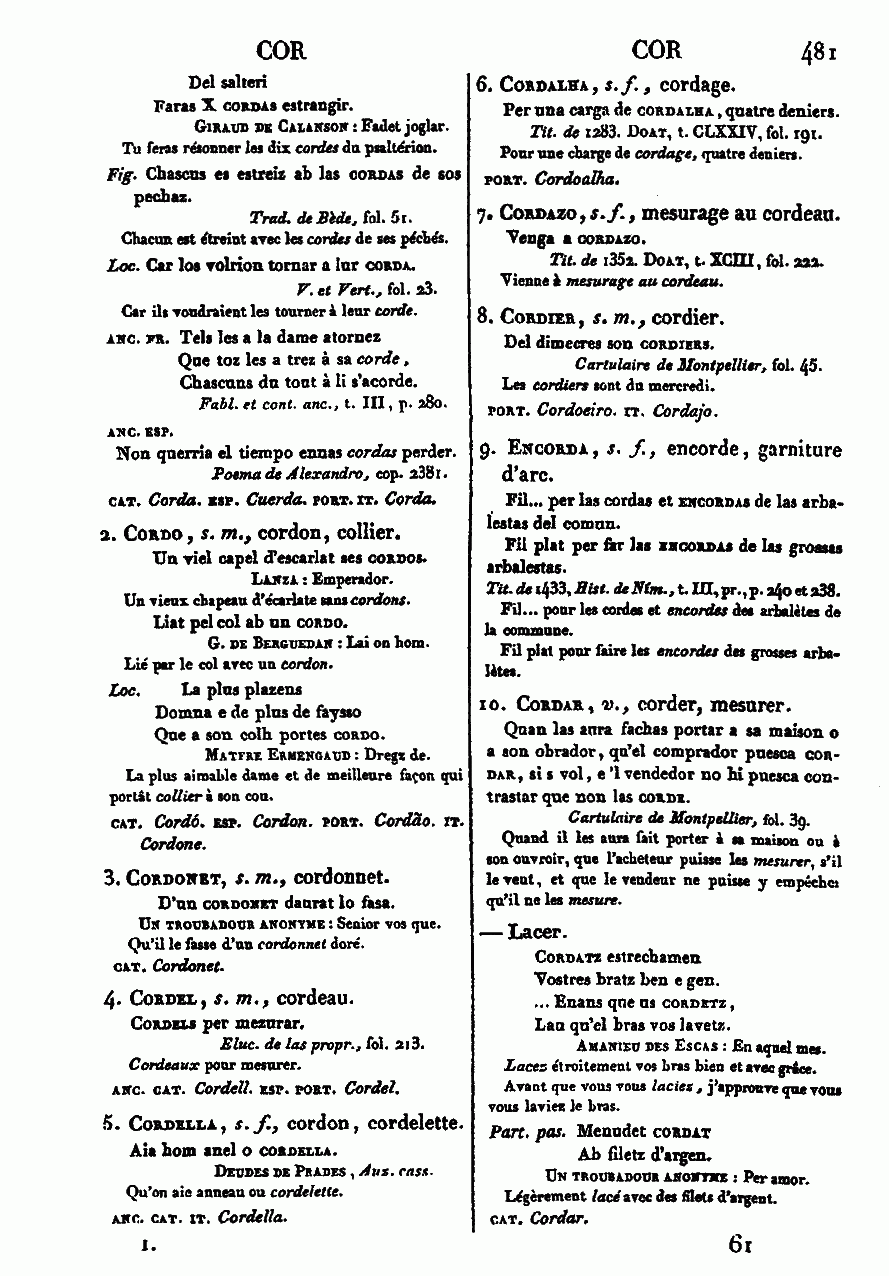 COR
COR 481
Del salteri
Faras X CORDAS estrangir.
GIRAUD DE CALANSON : Fadet joglar.
Tu feras résonner les dix cordes du psaltérion.
Fig. Chascus es estreiz ab las CORDAS de sos
pechaz.
Trad. de Bède, fol. 51.
Chacun est étreint avec les cordes de ses péchés.
Loc. Car los volrion tornar a lur CORDA.
V. et Vert., fol. 23.
Car ils voudraient les tourner à leur corde.
ANC. FR. Tels les a la dame atornez
Que toz les a trez à sa corde,
Chascuns du tout à li s'acorde.
Fabl. et cont. anc., t. III, p. 280.
ANC. ESP.
Non querria el tiempo ennas cordas perder.
Poema de Alexandro, cop. 2381.
CAT. Corda. ESP. Cuerda. PORT. IT. Corda.
2. CORDO, s. m., cordon, collier.
Un viel capel d'escarlat ses CORDOS.
LANZA : Emperador.
Un vieux chapeau d'écarlate sans cordons.
Liat pel col ab un CORDO.
G. DE BERGUEDAN : Lai on hom.
Lié par le col avec un cordon.
Loc. La plus plazens
Domna e de plus de faysso
Que a son colh portes CORDO.
MATFRE ERMENGAUD : Dregz de.
La plus aimable dame et de meilleure façon qui
portât collier à son cou.
CAT. Cordó. ESP. Cordon. PORT. Cordão. IT.
Cordone.
3. CORDONET, s. m., cordonnet.
D'un CORDONET daurat lo fasa.
UN TROUBADOUR ANONYME : Senior vos que.
Qu'il le fasse d'un cordonnet doré.
CAT. Cordonet.
4. CORDEL, s. m., cordeau.
CORDELS per mezurar.
Eluc. de las propr., fol. 213.
Cordeaux pour mesurer.
ANC. CAT. Cordell. ESP. PORT. Cordel.
5. CORDELLA, s. f., cordon, cordelette.
Aia hom anel o CORDELLA.
DEUDES DE PRADES, Auz. cass.
Qu'on aie anneau ou cordelette.
ANC. CAT. IT. Cordella.
I.
6. CORDALHA, s. f., cordage.
Per una carga de CORDALHA, quatre deniers.
Tit. de 1283. DOAT, t. CLXXIV, fol. 191.
Pour une charge de cordage, quatre deniers.
PORT. Cordoalha.
7. CORDAZO, s. f., mesurage au cordeau.
Venga a CORDAZO.
Tit. de 1352. DOAT, t. XCIII, fol. 222.
Vienne à mesurage au cordeau.
8. CORDIER, s. m., cordier.
Del dimecres son CORDIERS.
Cartulaire de Montpellier, fol. 45.
Les cordiers sont du mercredi.
PORT. Cordoeiro. IT. Cordajo.
9. ENCORDA, s. f., encorde, garniture
d'arc.
Fil... per las cordas et ENCORDAS de las arba-
lestas del comun.
Fil plat per far las ENCORDAS de las grossas
arbalestas.
Tit. de 1433, Hist. de Nîm., t. III, pr., p. 240 et 238.
Fil... pour les cordes et encordes des arbalètes de
la commune.
Fil plat pour faire les encordes des grosses arba-
lètes.
10. CORDAR, v., corder, mesurer.
Quan las aura fachas portar a sa maison o
a son obrador, qu'el comprador puesca COR-
DAR, si s vol, e 'l vendedor no hi puesca con-
trastar que non las CORDE.
Cartulaire de Montpellier, fol. 39.
Quand il les aura fait porter à sa maison ou à
son ouvroir, que l'acheteur puisse les mesurer, s'il
le veut, et que le vendeur ne puisse y empêcher
qu'il ne les mesure.
— Lacer.
CORDATZ estrechamen
Vostres bratz ben e gen.
... Enans que us CORDETZ,
Lau qu'el bras vos lavetz.
AMANIEU DES ESCAS : En aquel mes.
Lacez étroitement vos bras bien et avec grâce.
Avant que vous vous laciez, j'approuve que vous
vous laviez le bras.
Part. pas. Menudet CORDAT
Ab filetz d'argen.
UN TROUBADOUR ANONYME : Per amor.
Légèrement lacé avec des filets d'argent.
CAT. Cordar.
61